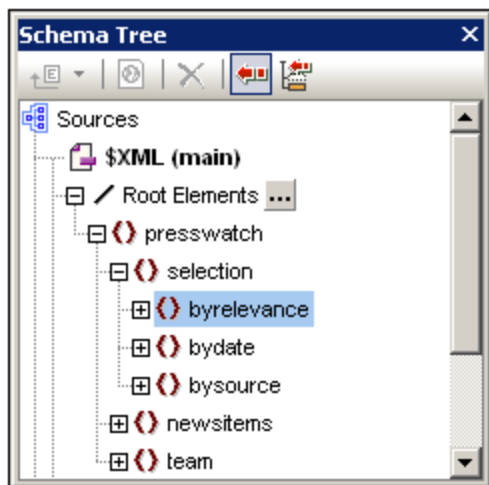 Schema Tree
Sources
$XML (main)
Root Elements ...
presswatch
selection
byrelevance
bydate
bysource
newsitems
team